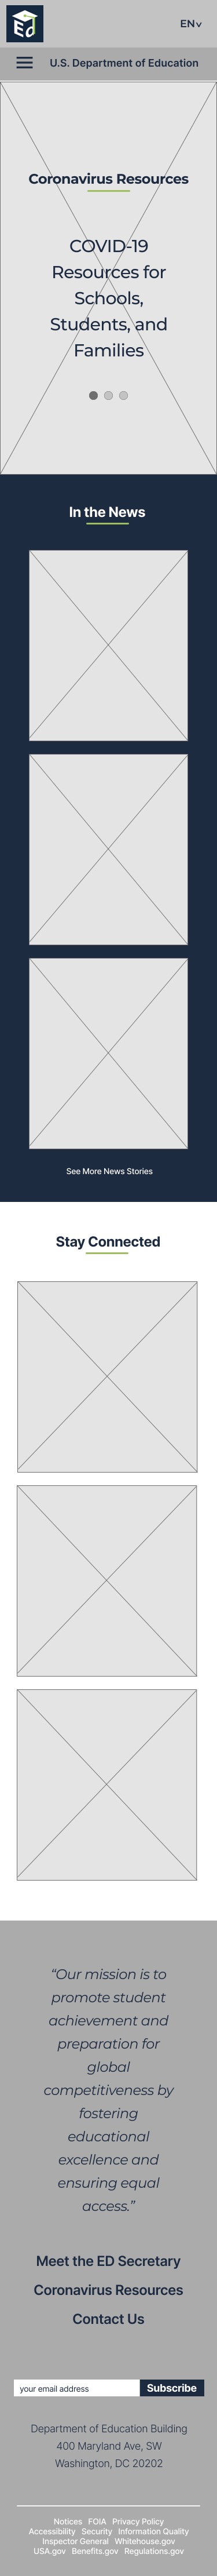 ED
EN v
U.S. Department of Education
Coronavirus Resources
COVID-19
Resources for
Schools,
Students, and
Families
In the News
See More News Stories
Stay Connected
“Our mission is to
promote student
achievement and
preparation for
global
competitiveness by
fostering
educational
excellence and
ensuring equal
access.”
Meet the ED Secretary
Coronavirus Resources
Contact Us
your email address Subscribe
Department of Education Building
400 Maryland Ave, SW
Washington, DC 20202
Notices FOIA Privacy Policy
Accessibility Security Information Quality
Inspector General Whitehouse.gov
USA.gov Benefits.gov Regulations.gov